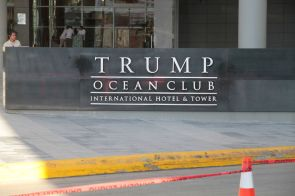 TRUMP
OCEAN CLUB
INTERNATIONAL HOTEL & TOWER